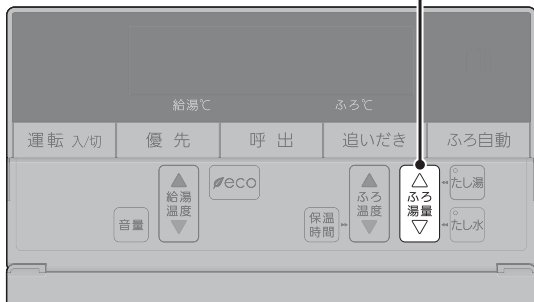 給湯℃ ふろ℃
運転 入/切 優先 呼出 追いだき ふろ自動
音量
給湯
温度
eco
保温
時間
ふろ
温度
ふろ
湯量
たし湯
たし水